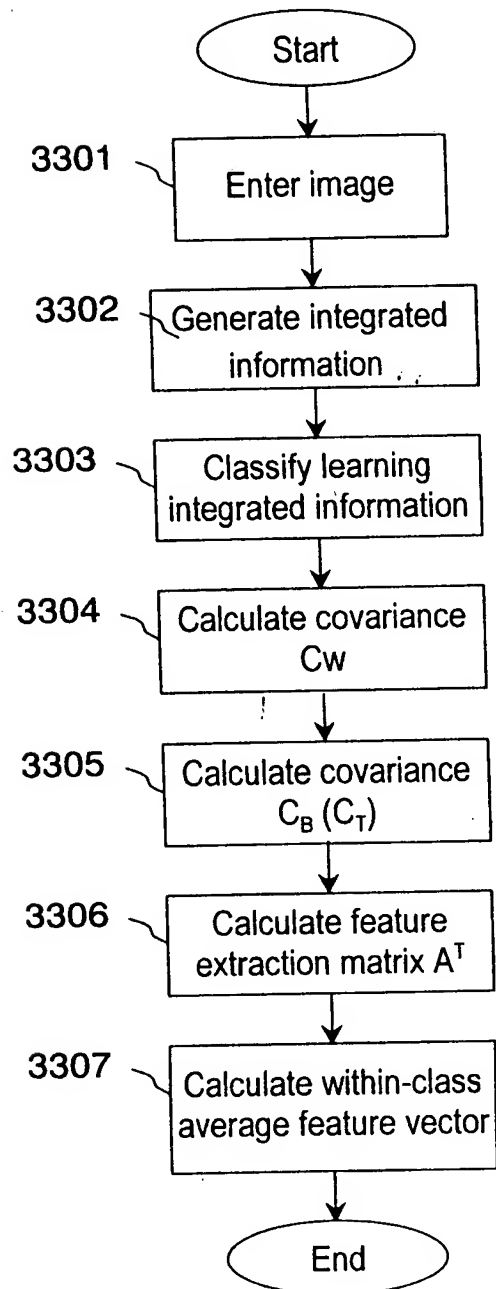 Start
3301
Enter image
3302
Generate integrated
information
3303
Classify learning
integrated information
3304
Calculate covariance
Cw
3305
Calculate covariance
C_B (C_T)
3306
Calculate feature
extraction matrix A^T
3307
Calculate within-class
average feature vector
End